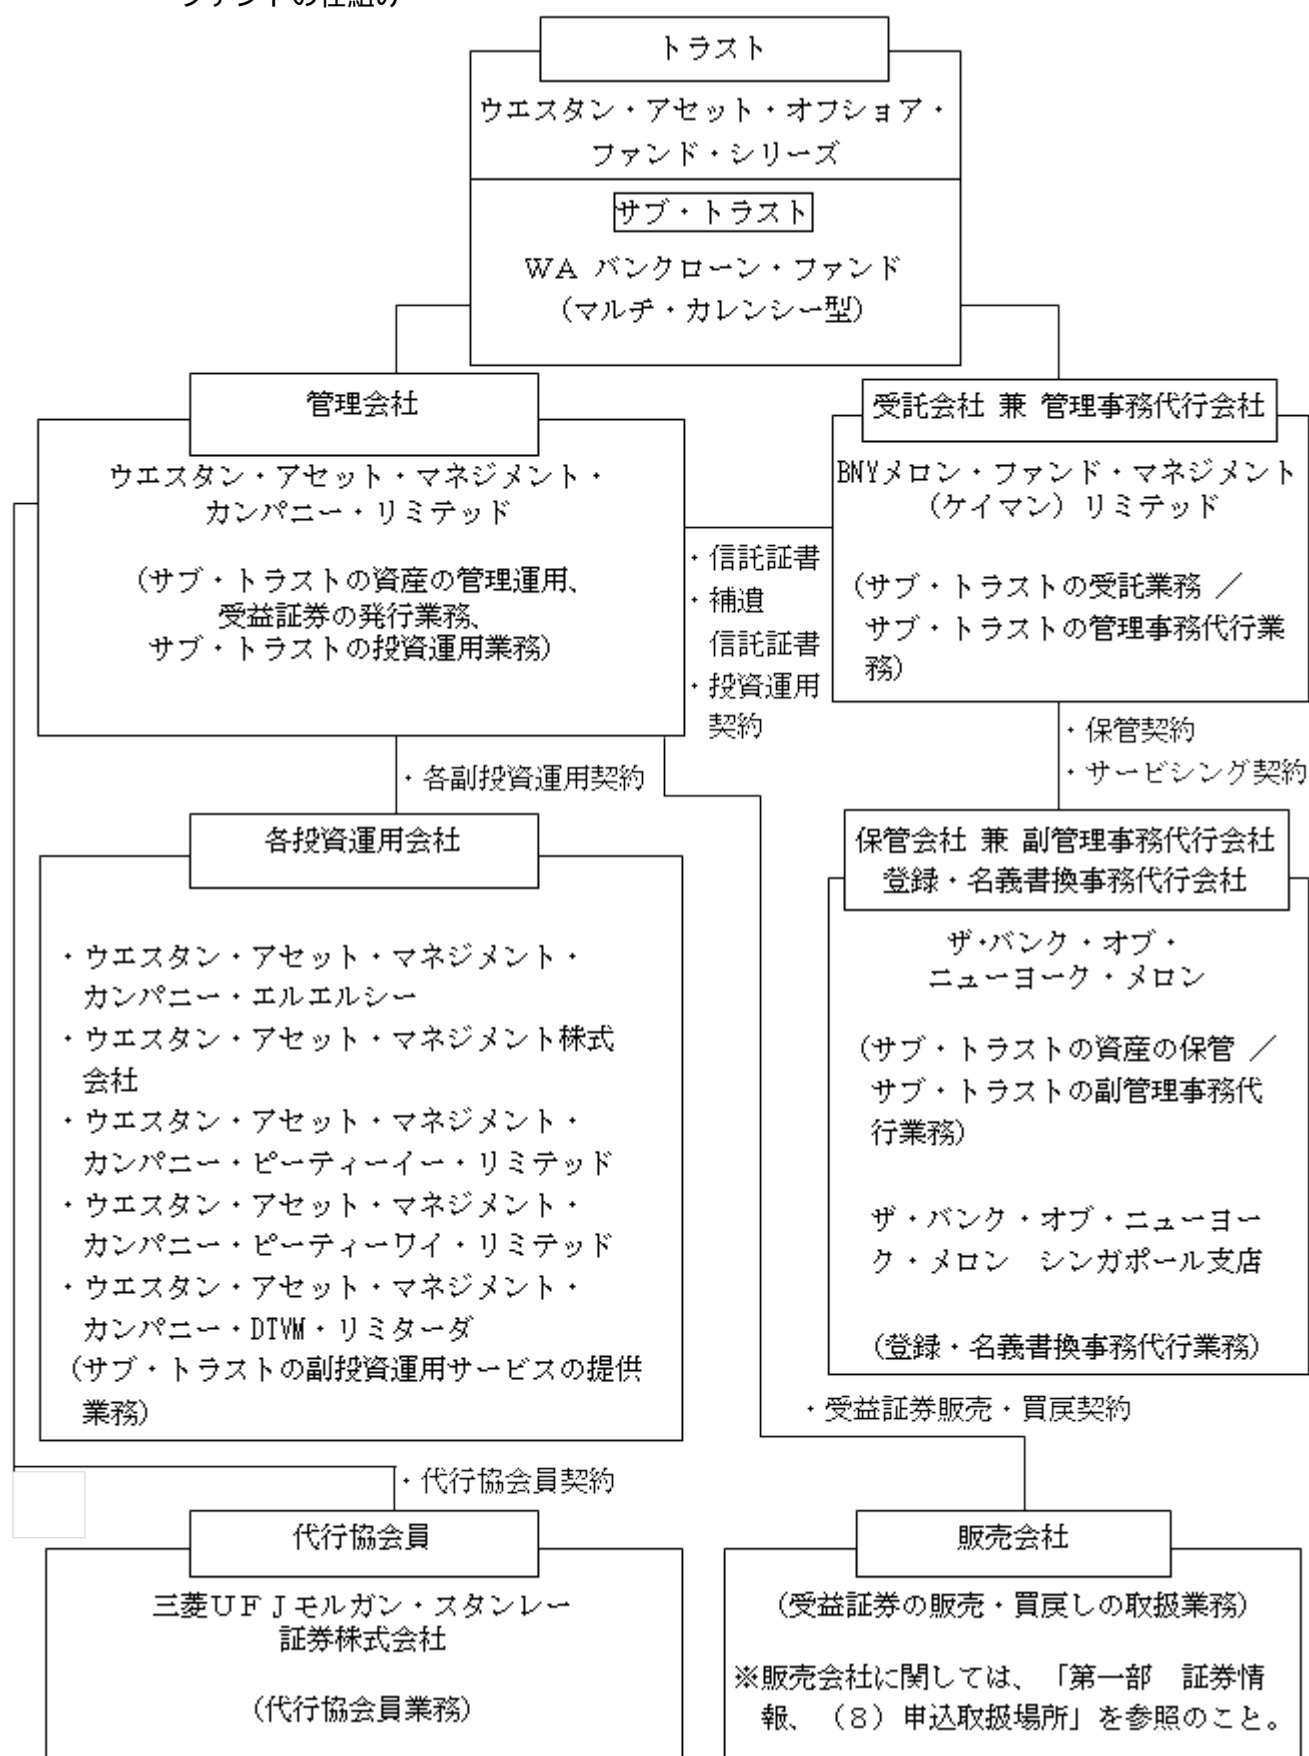 ファンドの仕組み
トラスト
ウエスタン・アセット・オフショア・
ファンド・シリーズ
サブ・トラスト
ＷＡ バンクローン・ファンド
（マルチ・カレンシー型）
管理会社
ウエスタン・アセット・マネジメント・
カンパニー・リミテッド
（サブ・トラストの資産の管理運用、
受益証券の発行業務、
サブ・トラストの投資運用業務）
受託会社 兼 管理事務代行会社
BNYメロン・ファンド・マネジメント
（ケイマン）リミテッド
（サブ・トラストの受託業務 ／
サブ・トラストの管理事務代行業
務）
・信託証書
・補遺
信託証書
・投資運用
契約
・保管契約
・サービシング契約
・各副投資運用契約
各投資運用会社
・ウエスタン・アセット・マネジメント・
カンパニー・エルエルシー
・ウエスタン・アセット・マネジメント株式
会社
・ウエスタン・アセット・マネジメント・
カンパニー・ピーティーイー・リミテッド
・ウエスタン・アセット・マネジメント・
カンパニー・ピーティーワイ・リミテッド
・ウエスタン・アセット・マネジメント・
カンパニー・DTVM・リミターダ
（サブ・トラストの副投資運用サービスの提供
業務）
保管会社 兼 副管理事務代行会社
登録・名義書換事務代行会社
ザ・バンク・オブ・
ニューヨーク・メロン
（サブ・トラストの資産の保管 ／
サブ・トラストの副管理事務代
行業務）
ザ・バンク・オブ・ニューヨー
ク・メロン　シンガポール支店
（登録・名義書換事務代行業務）
・受益証券販売・買戻契約
・代行協会員契約
代行協会員
三菱ＵＦＪモルガン・スタンレー
証券株式会社
（代行協会員業務）
販売会社
（受益証券の販売・買戻しの取扱業務）
※販売会社に関しては、「第一部　証券情
報、（８）申込取扱場所」を参照のこと。